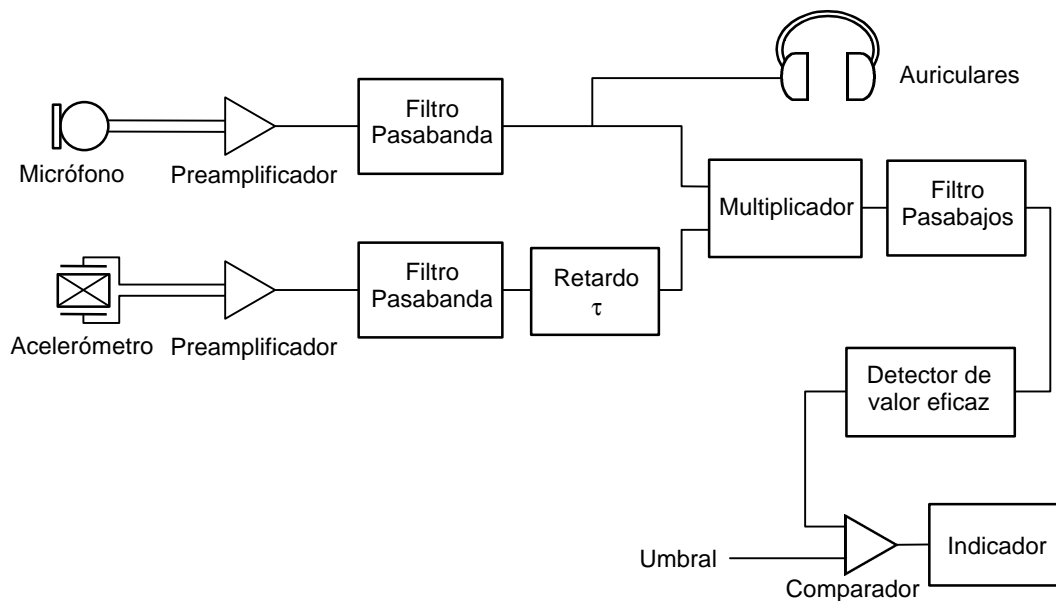 Auriculares
Filtro
Pasabanda
Micrófono
Preamplificador
Multiplicador
Filtro
Pasabajos
Filtro
Pasabanda
Retardo
τ
Acelerómetro
Preamplificador
Detector de
valor eficaz
Umbral
Comparador
Indicador